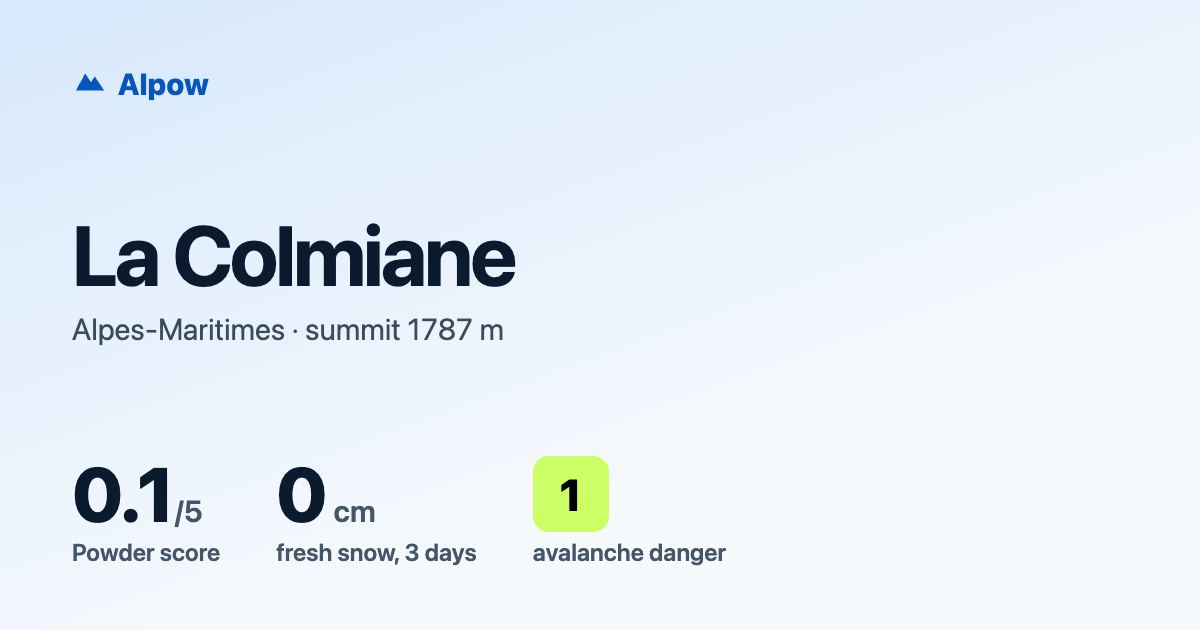 Alpow
La Colmiane
Alpes-Maritimes · summit 1787 m
0.1/5
Powder score
0 cm
fresh snow, 3 days
1
avalanche danger